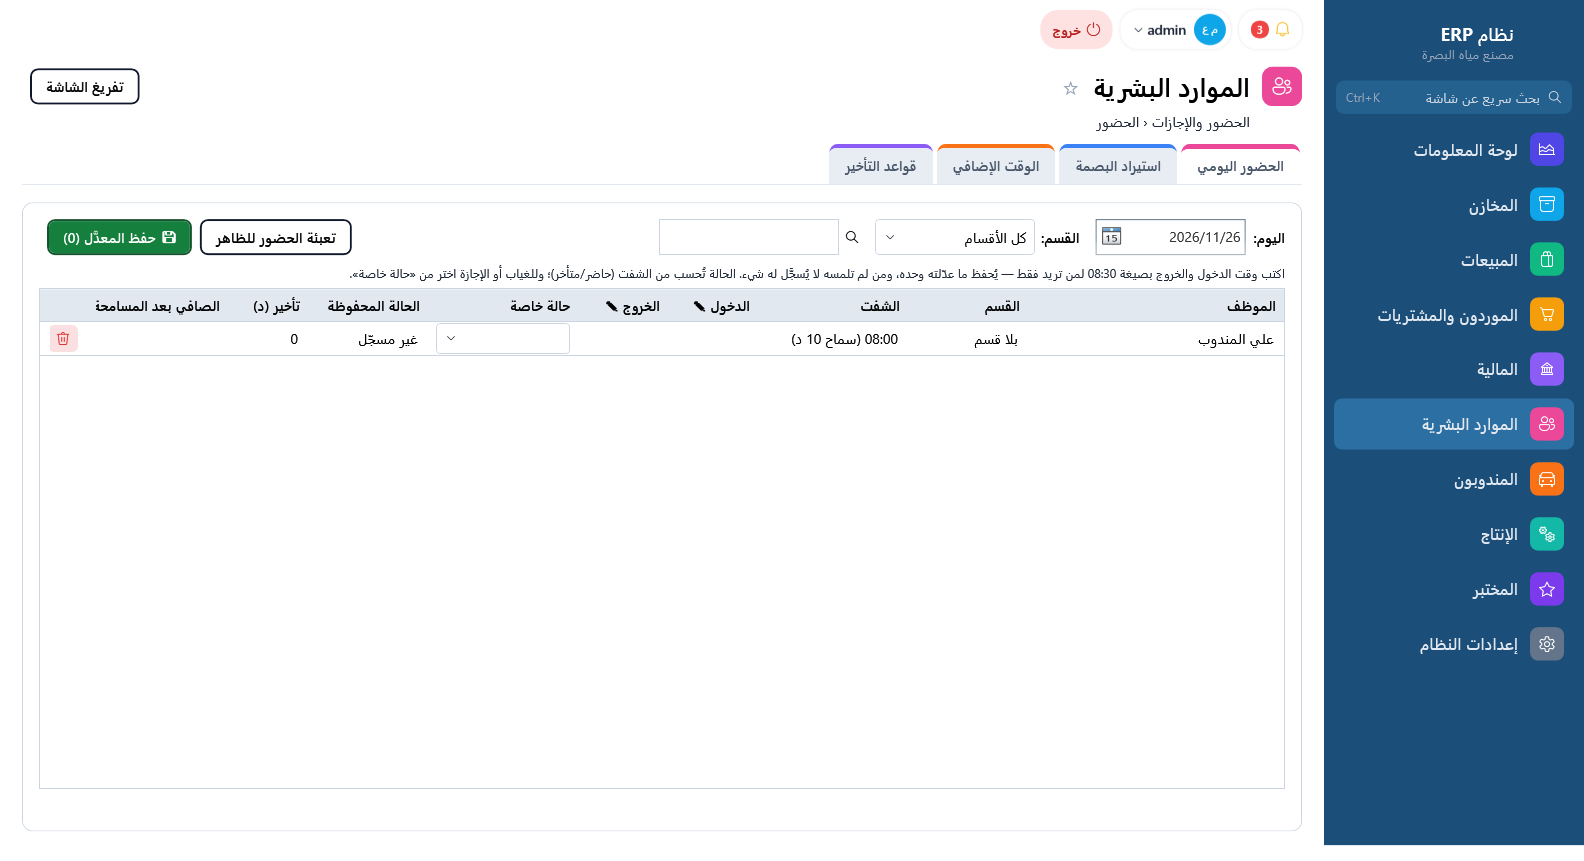 نظام ERP
مصنع مياه البصرة
بحث سريع عن شاشة Ctrl+K
لوحة المعلومات
المخازن
المبيعات
الموردون والمشتريات
المالية
الموارد البشرية
المندوبون
الإنتاج
المختبر
إعدادات النظام
3
م ع admin
خروج
الموارد البشرية
الحضور والإجازات › الحضور
تفريغ الشاشة
الحضور اليومي
استيراد البصمة
الوقت الإضافي
قواعد التأخير
اليوم: 2026/11/26 15 القسم: كل الأقسام
تعبئة الحضور للظاهر
حفظ المعدّل (0)
اكتب وقت الدخول والخروج بصيغة 08:30 لمن تريد فقط — يُحفظ ما عدّلته وحده، ومن لم تلمسه لا يُسجَّل له شيء. الحالة تُحسب من الشفت (حاضر/متأخر)؛ وللغياب أو الإجازة اختر من «حالة خاصة».
الموظف القسم الشفت الدخول الخروج حالة خاصة الحالة المحفوظة تأخير (د) الصافي بعد المسامحة
علي المندوب بلا قسم 08:00 (سماح 10 د) غير مسجّل 0